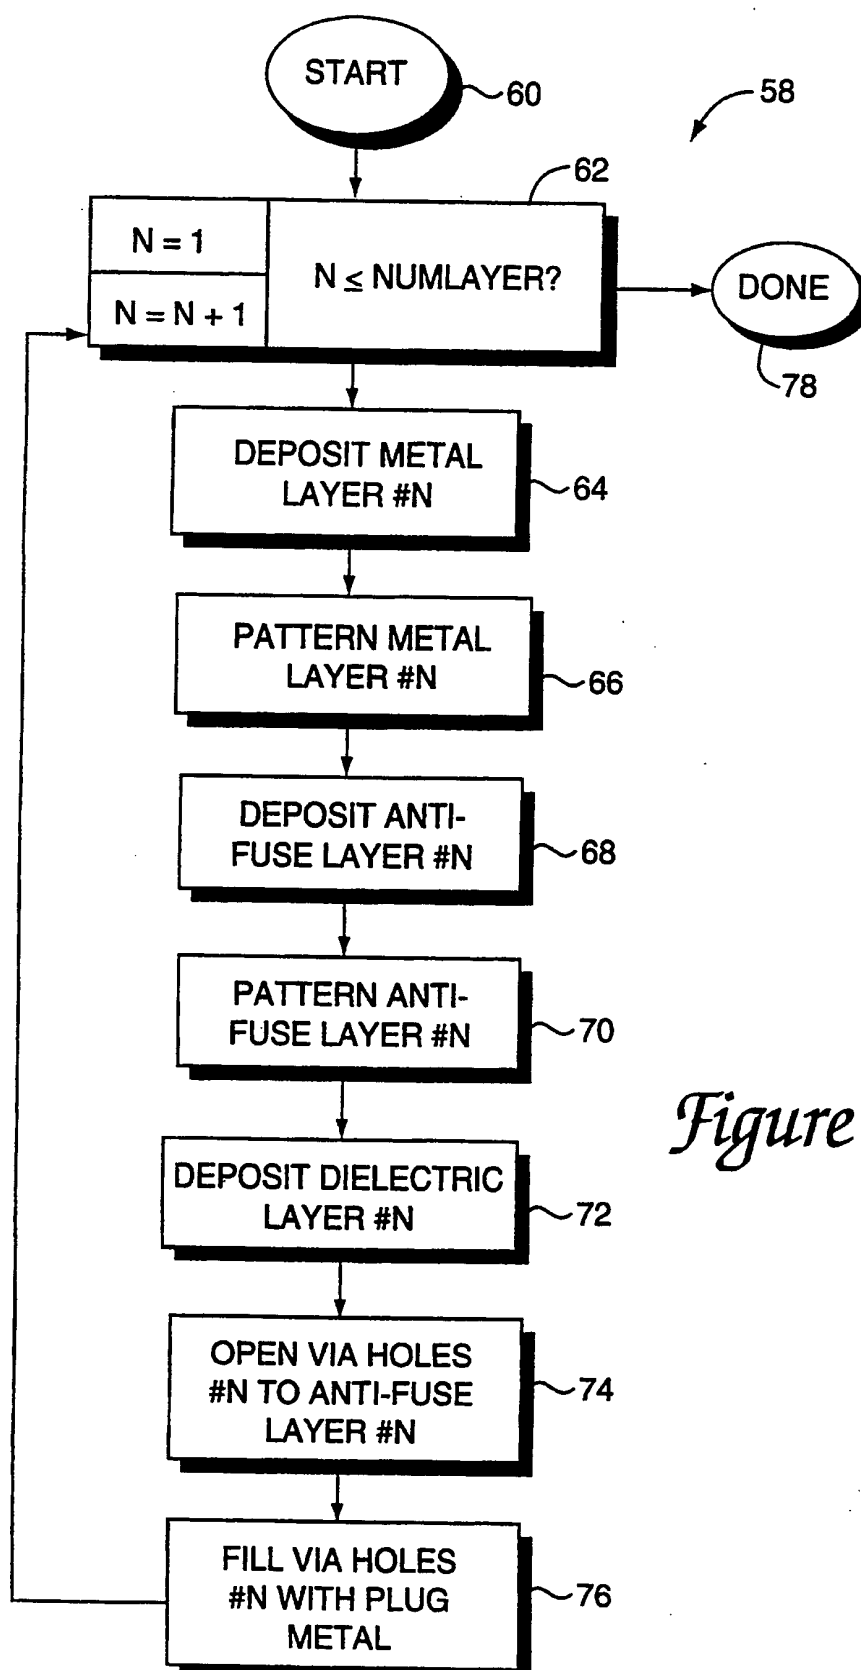 START
60
58
62
N = 1
N = N + 1
N ≤ NUMLAYER?
DONE
78
DEPOSIT METAL
LAYER #N
64
PATTERN METAL
LAYER #N
66
DEPOSIT ANTI-
FUSE LAYER #N
68
PATTERN ANTI-
FUSE LAYER #N
70
Figure
DEPOSIT DIELECTRIC
LAYER #N
72
OPEN VIA HOLES
#N TO ANTI-FUSE
LAYER #N
74
FILL VIA HOLES
#N WITH PLUG
METAL
76